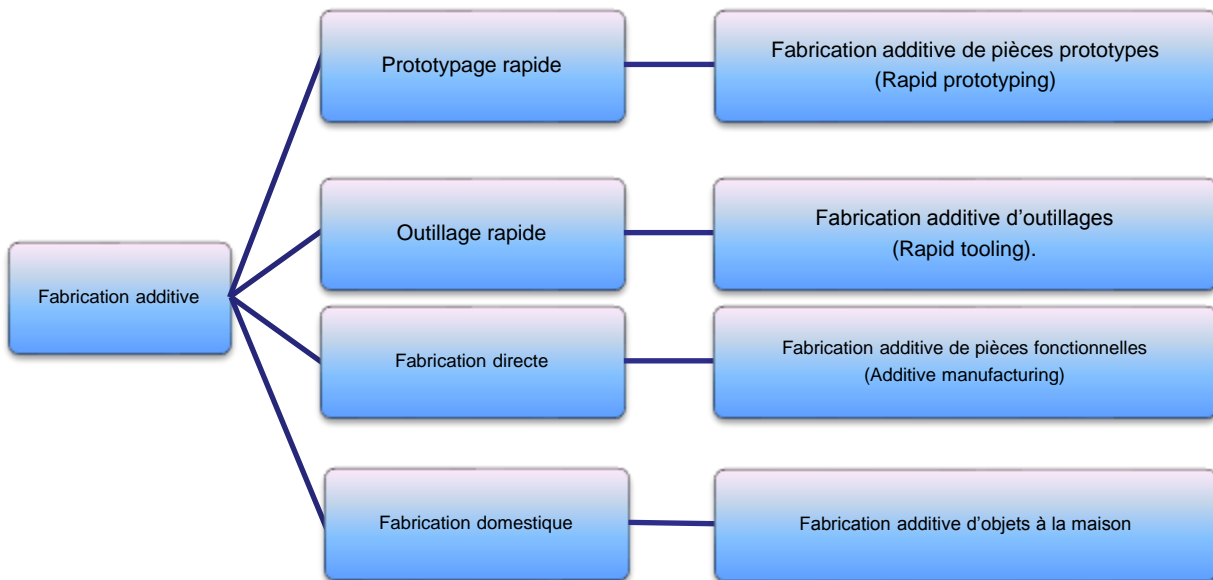 Fabrication additive
Prototypage rapide
Fabrication additive de pièces prototypes
(Rapid prototyping)
Outillage rapide
Fabrication additive d’outillages
(Rapid tooling).
Fabrication directe
Fabrication additive de pièces fonctionnelles
(Additive manufacturing)
Fabrication domestique
Fabrication additive d’objets à la maison